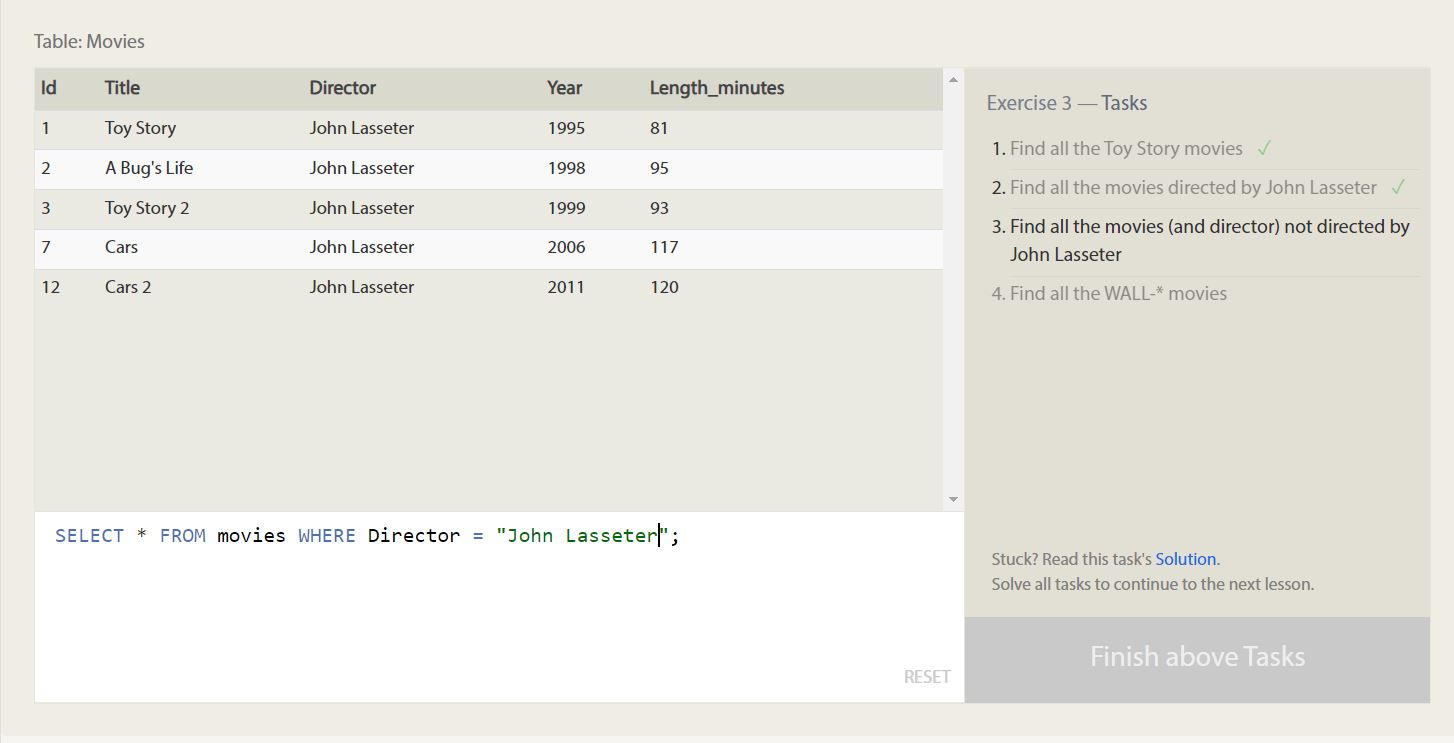 Table: Movies
Id Title Director Year Length_minutes
1 Toy Story John Lasseter 1995 81
2 A Bug's Life John Lasseter 1998 95
3 Toy Story 2 John Lasseter 1999 93
7 Cars John Lasseter 2006 117
12 Cars 2 John Lasseter 2011 120
SELECT * FROM movies WHERE Director = "John Lasseter";
RESET
Exercise 3 — Tasks
1. Find all the Toy Story movies ✓
2. Find all the movies directed by John Lasseter ✓
3. Find all the movies (and director) not directed by
John Lasseter
4. Find all the WALL-* movies
Stuck? Read this task's Solution.
Solve all tasks to continue to the next lesson.
Finish above Tasks